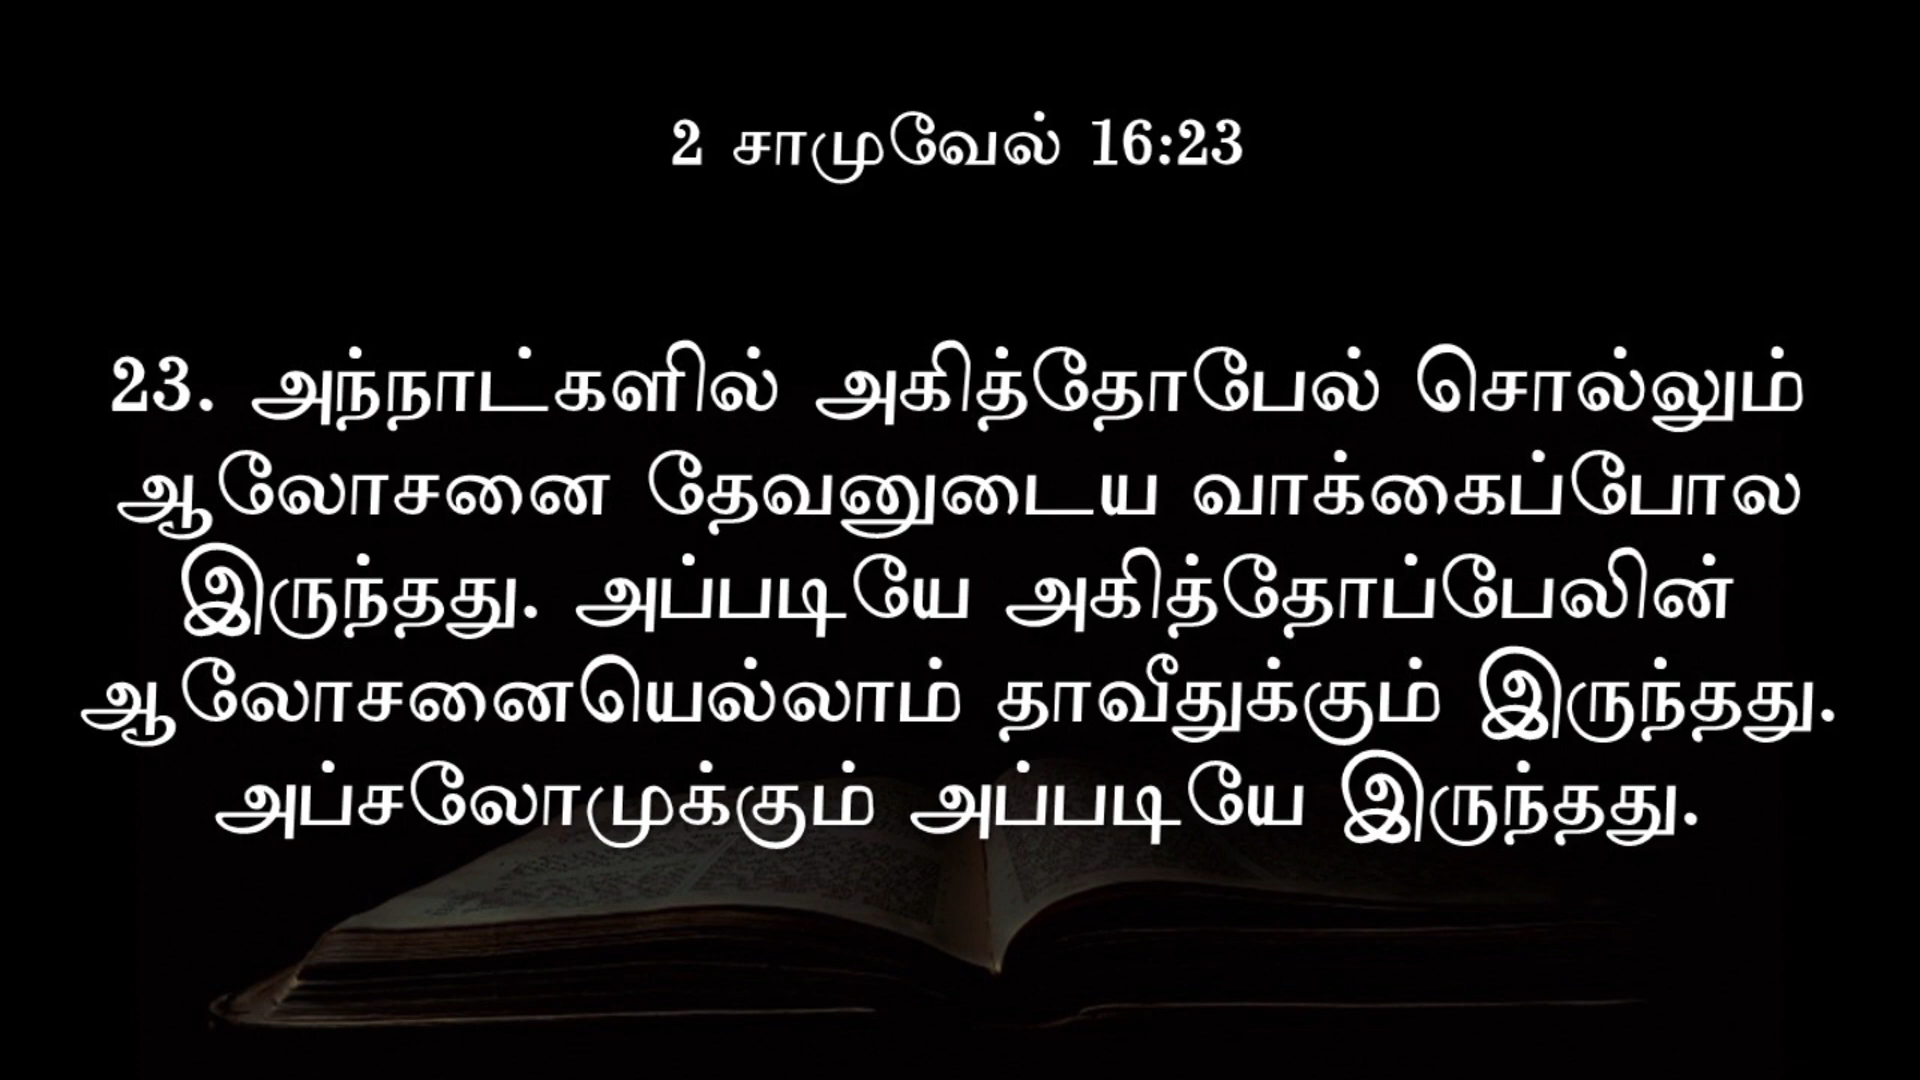 2 சாமுவேல் 16:23
23. அந்நாட்களில் அகித்தோபேல் சொல்லும்
ஆலோசனை தேவனுடைய வாக்கைப்போல
இருந்தது. அப்படியே அகித்தோப்பேலின்
ஆலோசனையெல்லாம் தாவீதுக்கும் இருந்தது.
அப்சலோமுக்கும் அப்படியே இருந்தது.